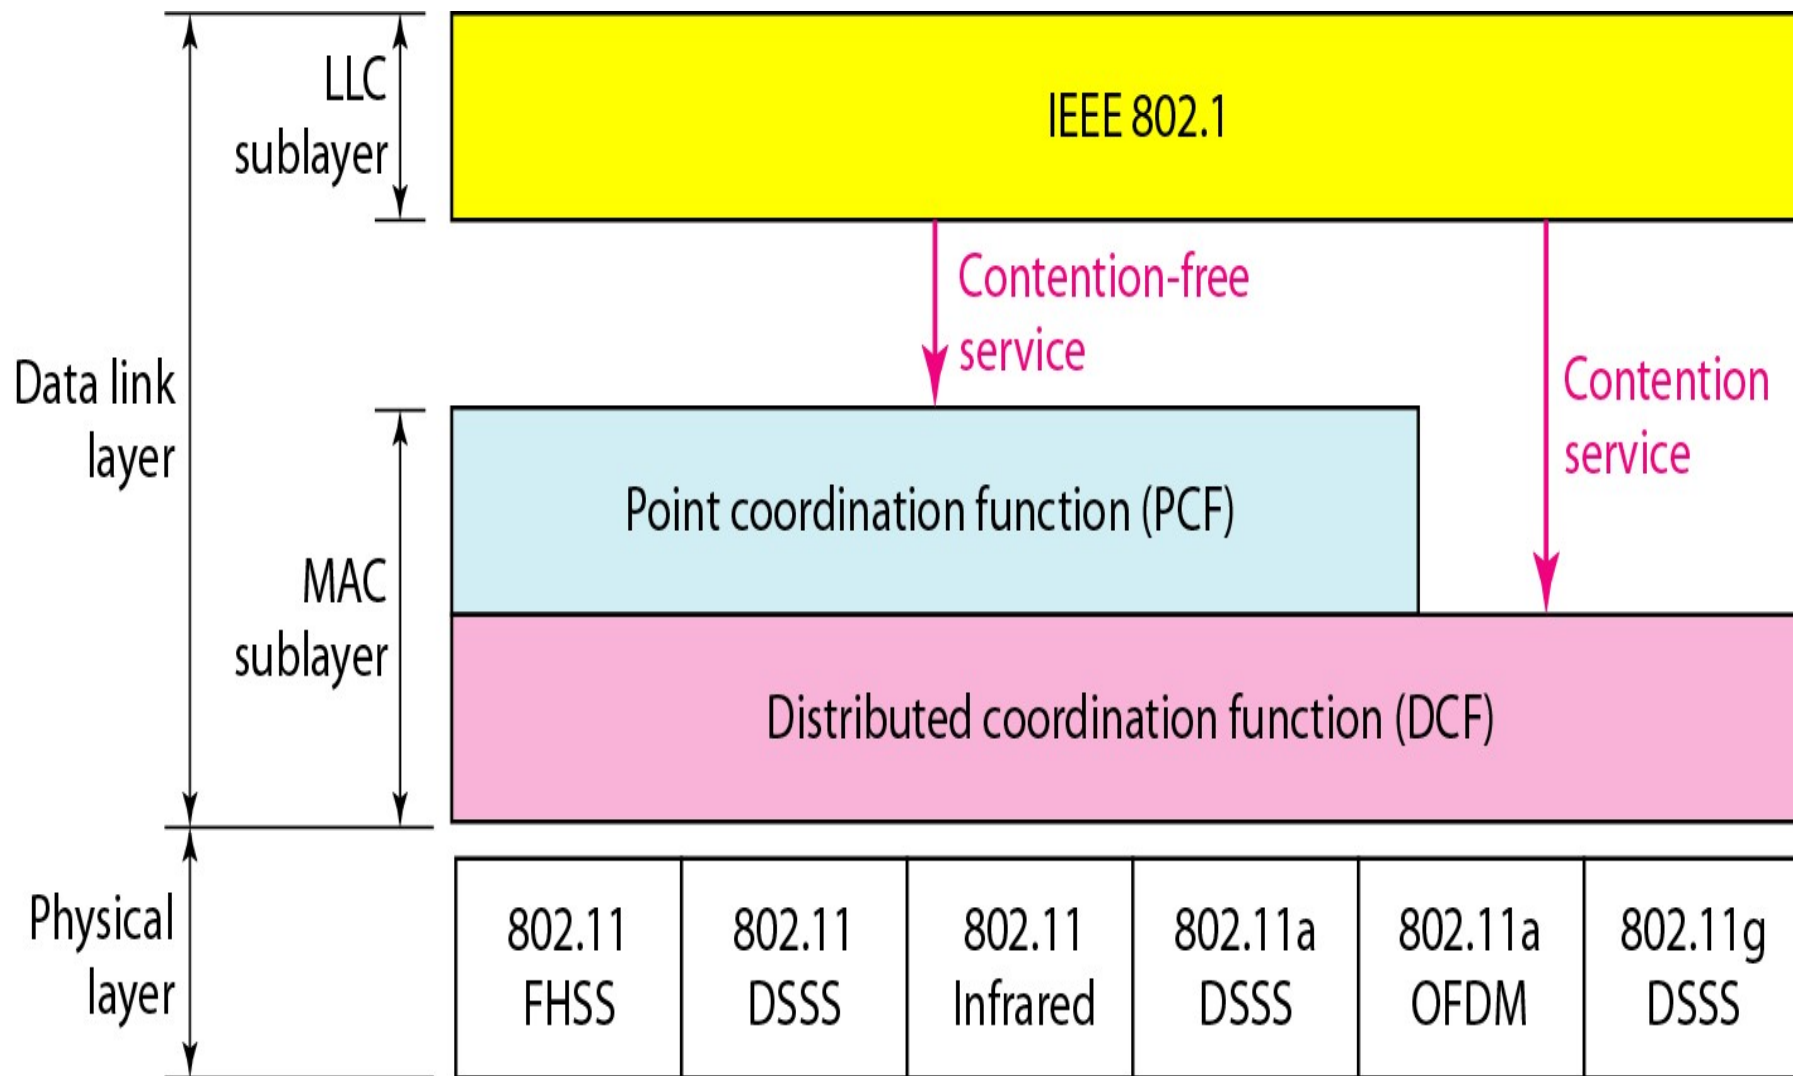 LLC
sublayer
IEEE 802.1
Contention-free
service
Contention
service
Data link
layer
Point coordination function (PCF)
MAC
sublayer
Distributed coordination function (DCF)
Physical
layer
802.11
FHSS
802.11
DSSS
802.11
Infrared
802.11a
DSSS
802.11a
OFDM
802.11g
DSSS